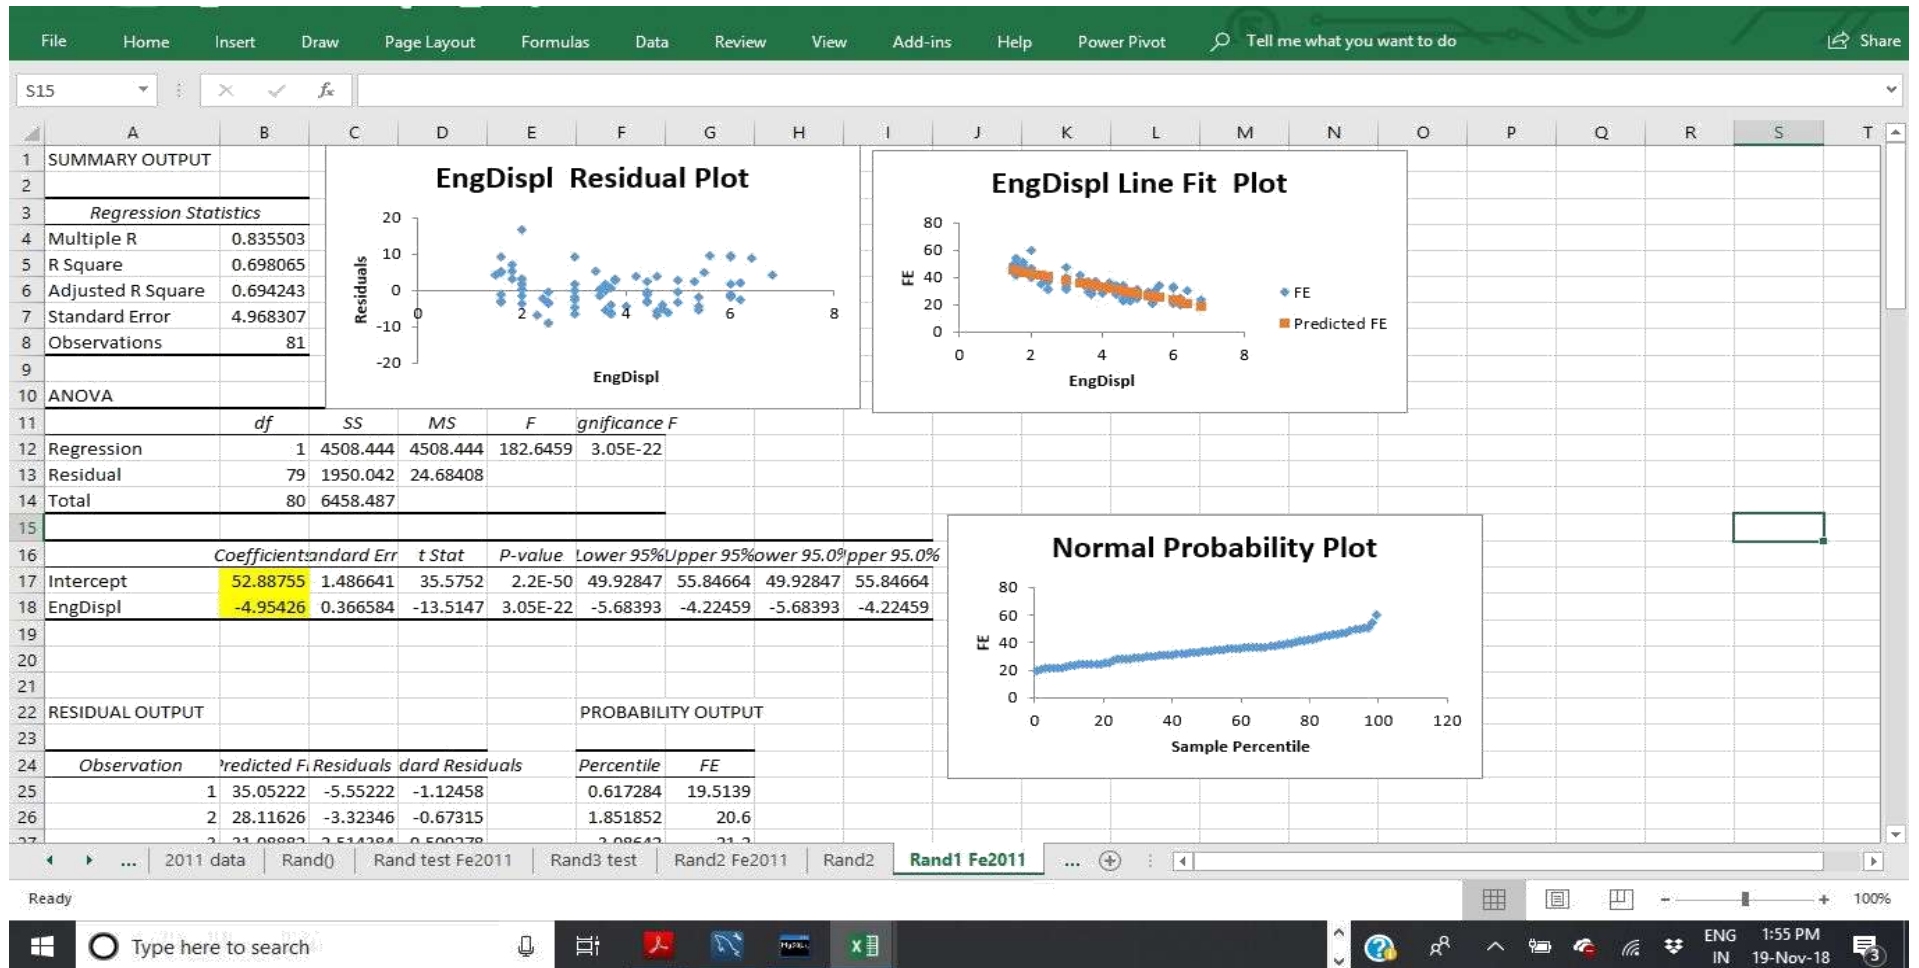 File Home Insert Draw Page Layout Formulas Data Review View Add-ins Help Power Pivot Tell me what you want to do Share
S15 fx
A B C D E F G H I J K L M N O P Q R S T
1 SUMMARY OUTPUT
2
3 Regression Statistics
4 Multiple R 0.835503
5 R Square 0.698065
6 Adjusted R Square 0.694243
7 Standard Error 4.968307
8 Observations 81
9
10 ANOVA
EngDispl Residual Plot
20
10
0
-10
-20
Residuals
0 2 4 6 8
EngDispl
EngDispl Line Fit Plot
80
60
40
20
0
FE
0 2 4 6 8
EngDispl
FE
Predicted FE
11 df SS MS F gnificance F
12 Regression 1 4508.444 4508.444 182.6459 3.05E-22
13 Residual 79 1950.042 24.68408
14 Total 80 6458.487
15
16 Coefficients andard Err t Stat P-value Lower 95% Upper 95% ower 95.0% pper 95.0%
17 Intercept 52.88755 1.486641 35.5752 2.2E-50 49.92847 55.84664 49.92847 55.84664
18 EngDispl -4.95426 0.366584 -13.5147 3.05E-22 -5.68393 -4.22459 -5.68393 -4.22459
19
20
21
Normal Probability Plot
80
60
40
20
0
FE
0 20 40 60 80 100 120
Sample Percentile
22 RESIDUAL OUTPUT PROBABILITY OUTPUT
23
24 Observation Predicted F Residuals dard Residuals Percentile FE
25 1 35.05222 -5.55222 -1.12458 0.617284 19.5139
26 2 28.11626 -3.32346 -0.67315 1.851852 20.6
... 2011 data Rand() Rand test Fe2011 Rand3 test Rand2 Fe2011 Rand2 Rand1 Fe2011 ...
Ready 100%
Type here to search ENG 1:55 PM
IN 19-Nov-18 3